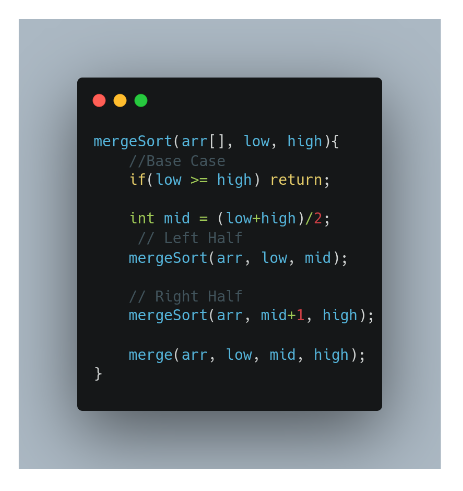 mergeSort(arr[], low, high){
//Base Case
if(low >= high) return;
int mid = (low+high)/2;
// Left Half
mergeSort(arr, low, mid);
// Right Half
mergeSort(arr, mid+1, high);
merge(arr, low, mid, high);
}